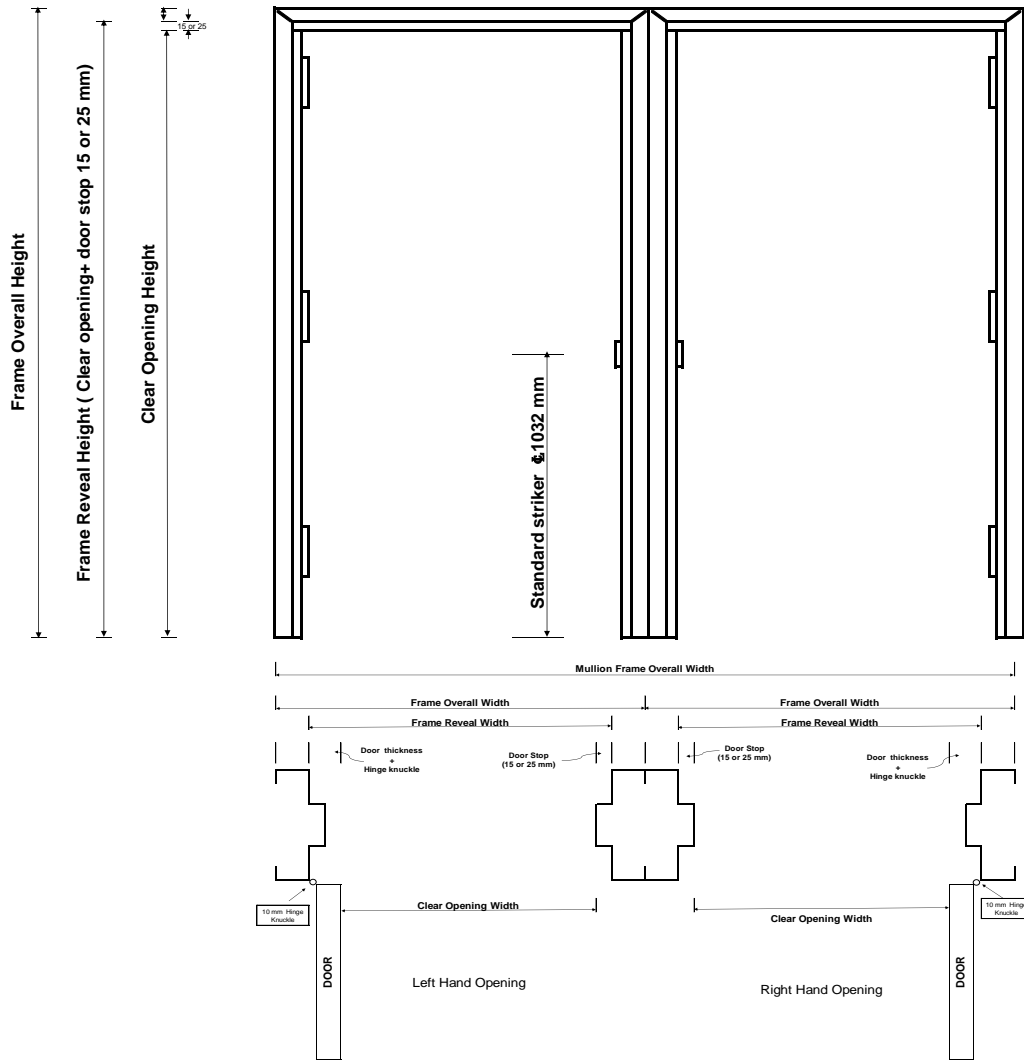 15 or 25
Frame Overall Height
Frame Reveal Height ( Clear opening+ door stop 15 or 25 mm)
Clear Opening Height
Standard striker ℄1032 mm
Mullion Frame Overall Width
Frame Overall Width
Frame Overall Width
Frame Reveal Width
Frame Reveal Width
Door thickness
+
Hinge knuckle
Door Stop
(15 or 25 mm)
Door Stop
(15 or 25 mm)
Door thickness
+
Hinge knuckle
10 mm Hinge
Knuckle
Clear Opening Width
Clear Opening Width
10 mm Hinge
Knuckle
DOOR
Left Hand Opening
Right Hand Opening
DOOR